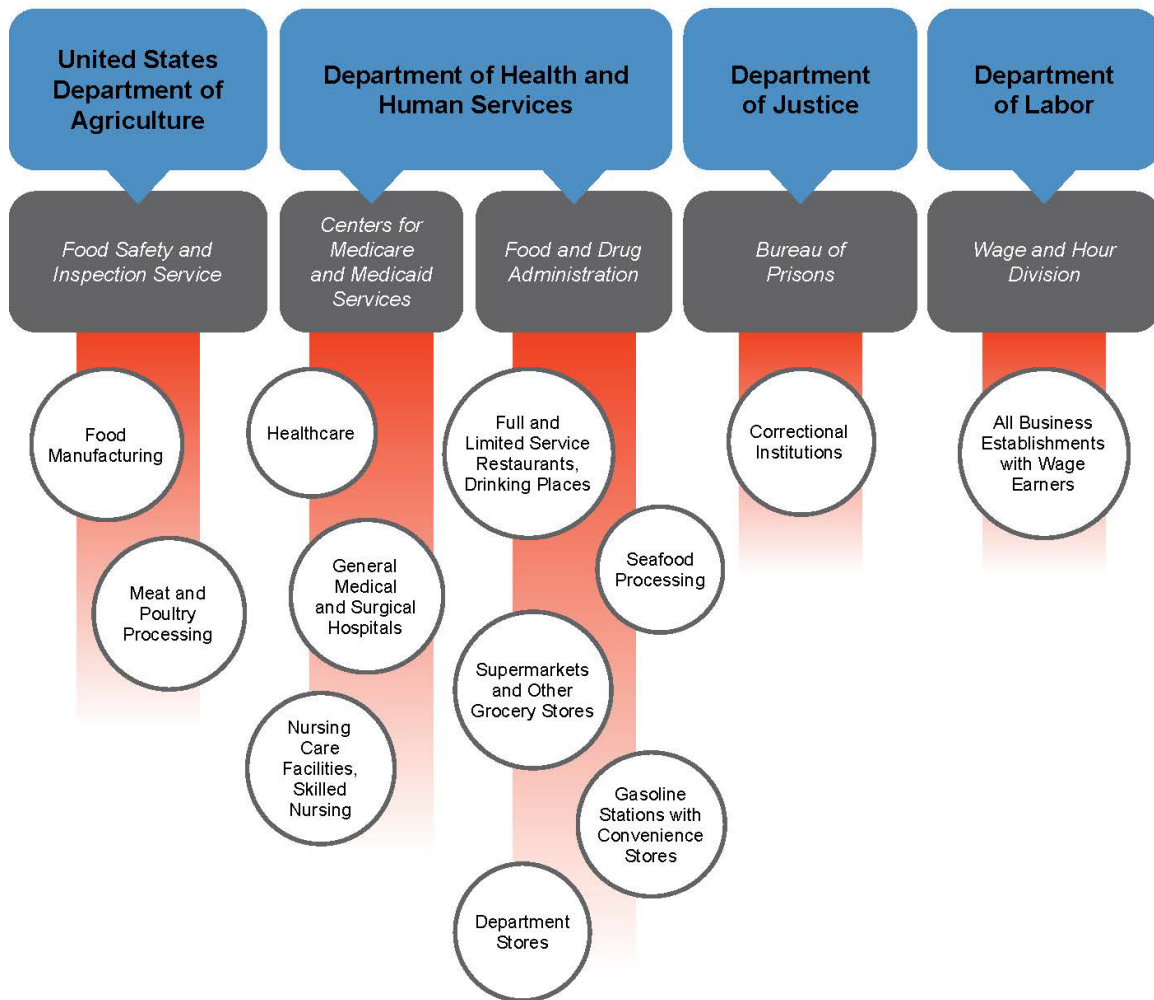 United States
Department of
Agriculture
Department of Health and
Human Services
Department
of Justice
Department
of Labor
Food Safety and
Inspection Service
Centers for
Medicare
and Medicaid
Services
Food and Drug
Administration
Bureau of
Prisons
Wage and Hour
Division
Food
Manufacturing
Meat and
Poultry
Processing
Healthcare
General
Medical
and Surgical
Hospitals
Nursing
Care
Facilities,
Skilled
Nursing
Full and
Limited Service
Restaurants,
Drinking Places
Seafood
Processing
Supermarkets
and Other
Grocery Stores
Gasoline
Stations with
Convenience
Stores
Department
Stores
Correctional
Institutions
All Business
Establishments
with Wage
Earners